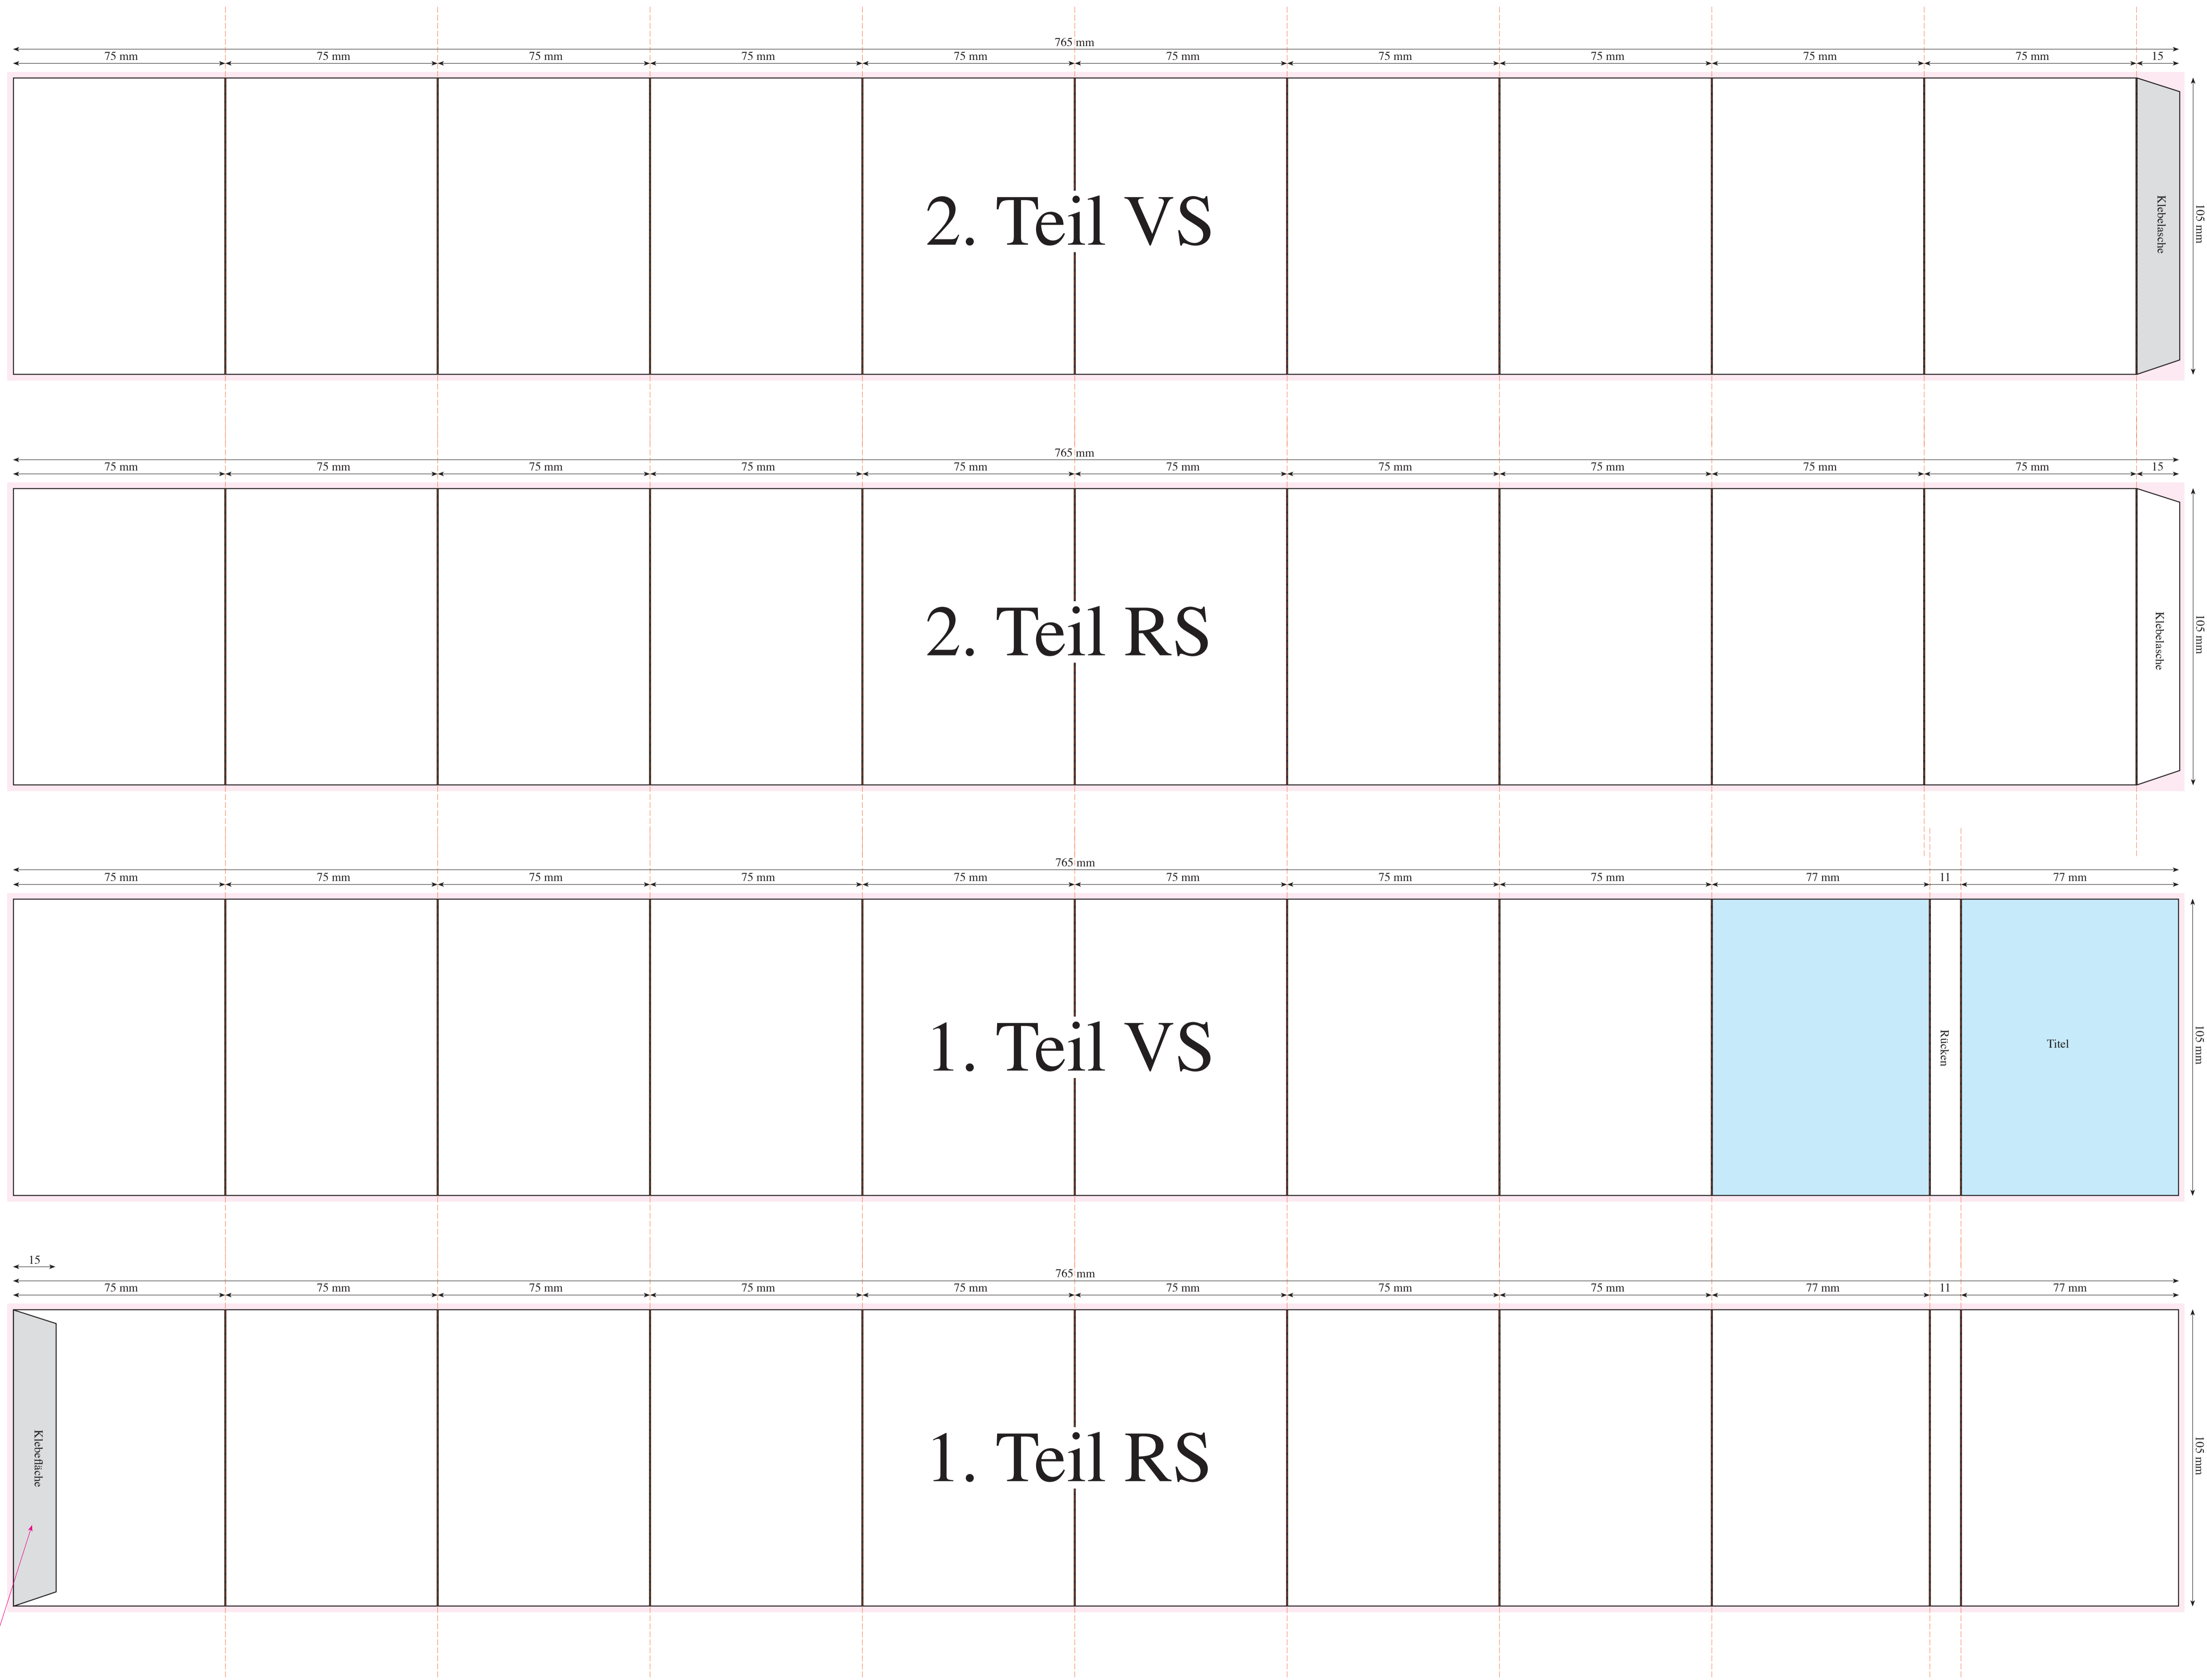 765 mm
75 mm 75 mm 75 mm 75 mm 75 mm 75 mm 75 mm 75 mm 75 mm 75 mm 15
2. Teil VS
Klebelasche
105 mm
765 mm
75 mm 75 mm 75 mm 75 mm 75 mm 75 mm 75 mm 75 mm 75 mm 75 mm 15
2. Teil RS
Klebelasche
105 mm
765 mm
75 mm 75 mm 75 mm 75 mm 75 mm 75 mm 75 mm 75 mm 77 mm 11 77 mm
1. Teil VS
Rücken
Titel
105 mm
15
765 mm
75 mm 75 mm 75 mm 75 mm 75 mm 75 mm 75 mm 75 mm 77 mm 11 77 mm
Klebefläche
1. Teil RS
105 mm